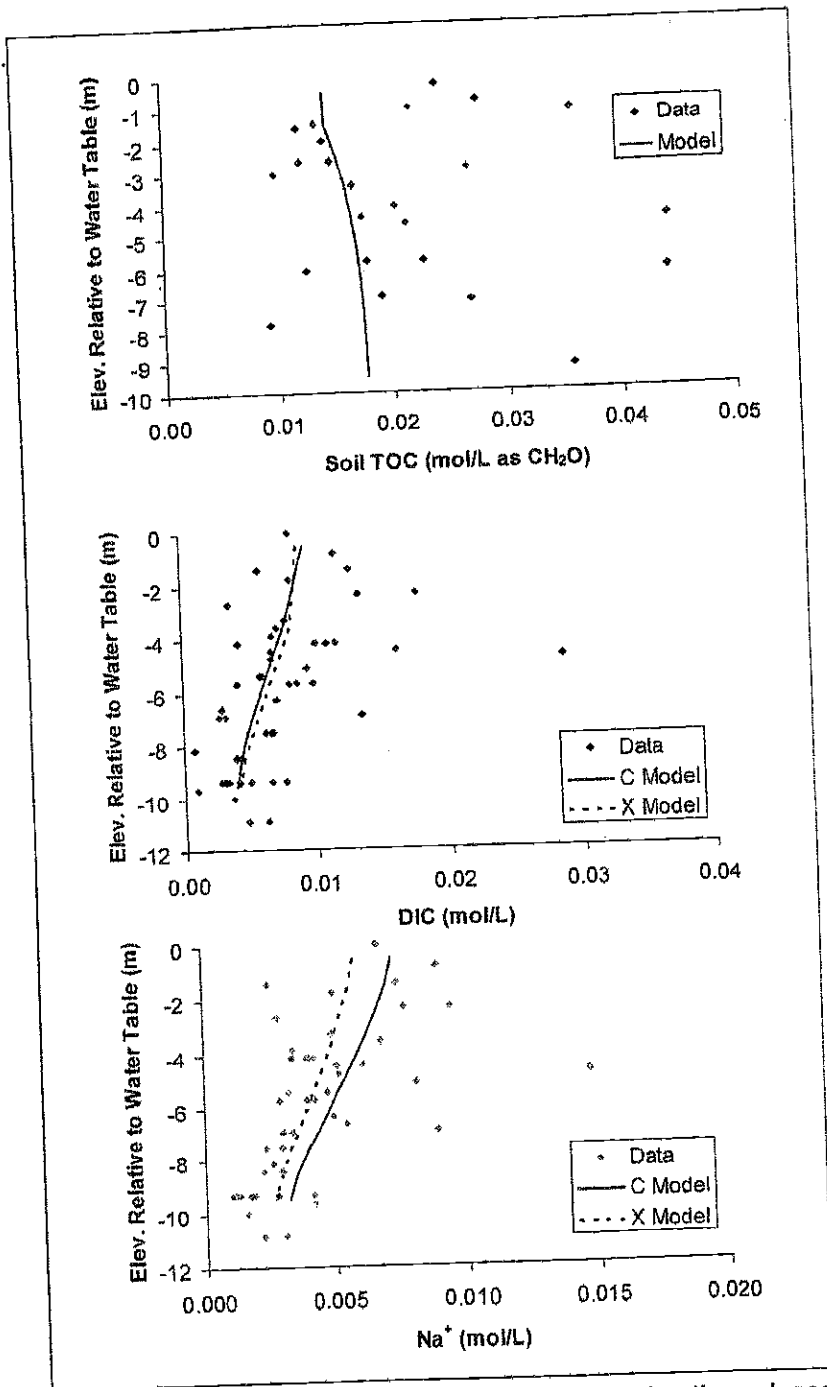 Elev. Relative to Water Table (m)
0
-1
-2
-3
-4
-5
-6
-7
-8
-9
-10
0.00 0.01 0.02 0.03 0.04 0.05
Soil TOC (mol/L as CH₂O)
Data
Model
Elev. Relative to Water Table (m)
0
-2
-4
-6
-8
-10
-12
0.00 0.01 0.02 0.03 0.04
DIC (mol/L)
Data
C Model
X Model
Elev. Relative to Water Table (m)
0
-2
-4
-6
-8
-10
-12
0.000 0.005 0.010 0.015 0.020
Na⁺ (mol/L)
Data
C Model
X Model